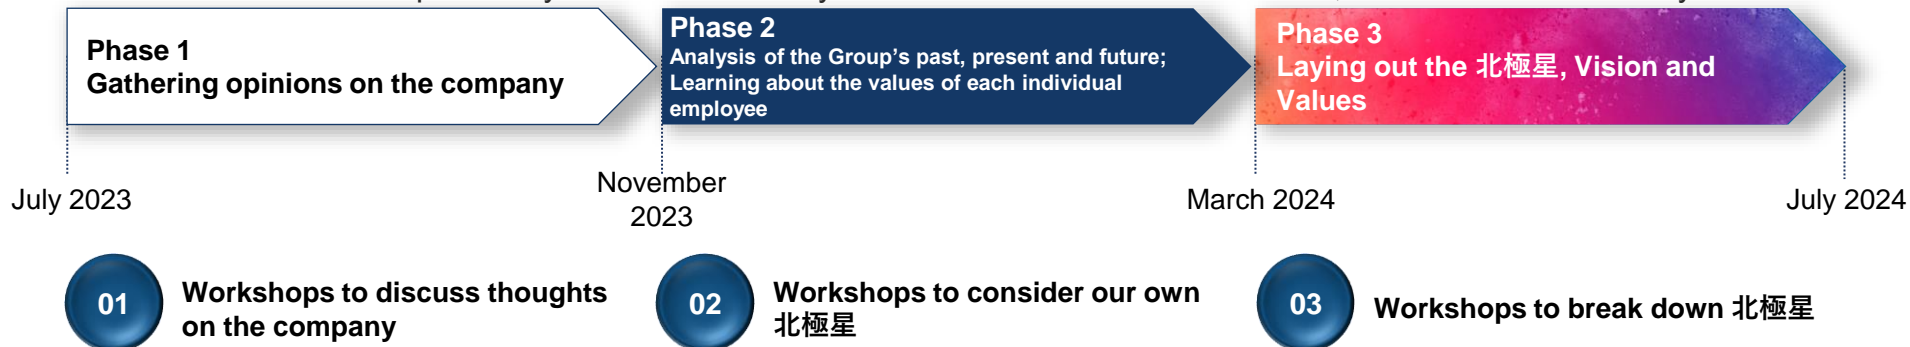 Phase 1
Gathering opinions on the company
Phase 2
Analysis of the Group's past, present and future;
Learning about the values of each individual
employee
Phase 3
Laying out the 北極星, Vision and
Values
July 2023
November
2023
March 2024
July 2024
01
Workshops to discuss thoughts
on the company
02
Workshops to consider our own
北極星
03
Workshops to break down 北極星